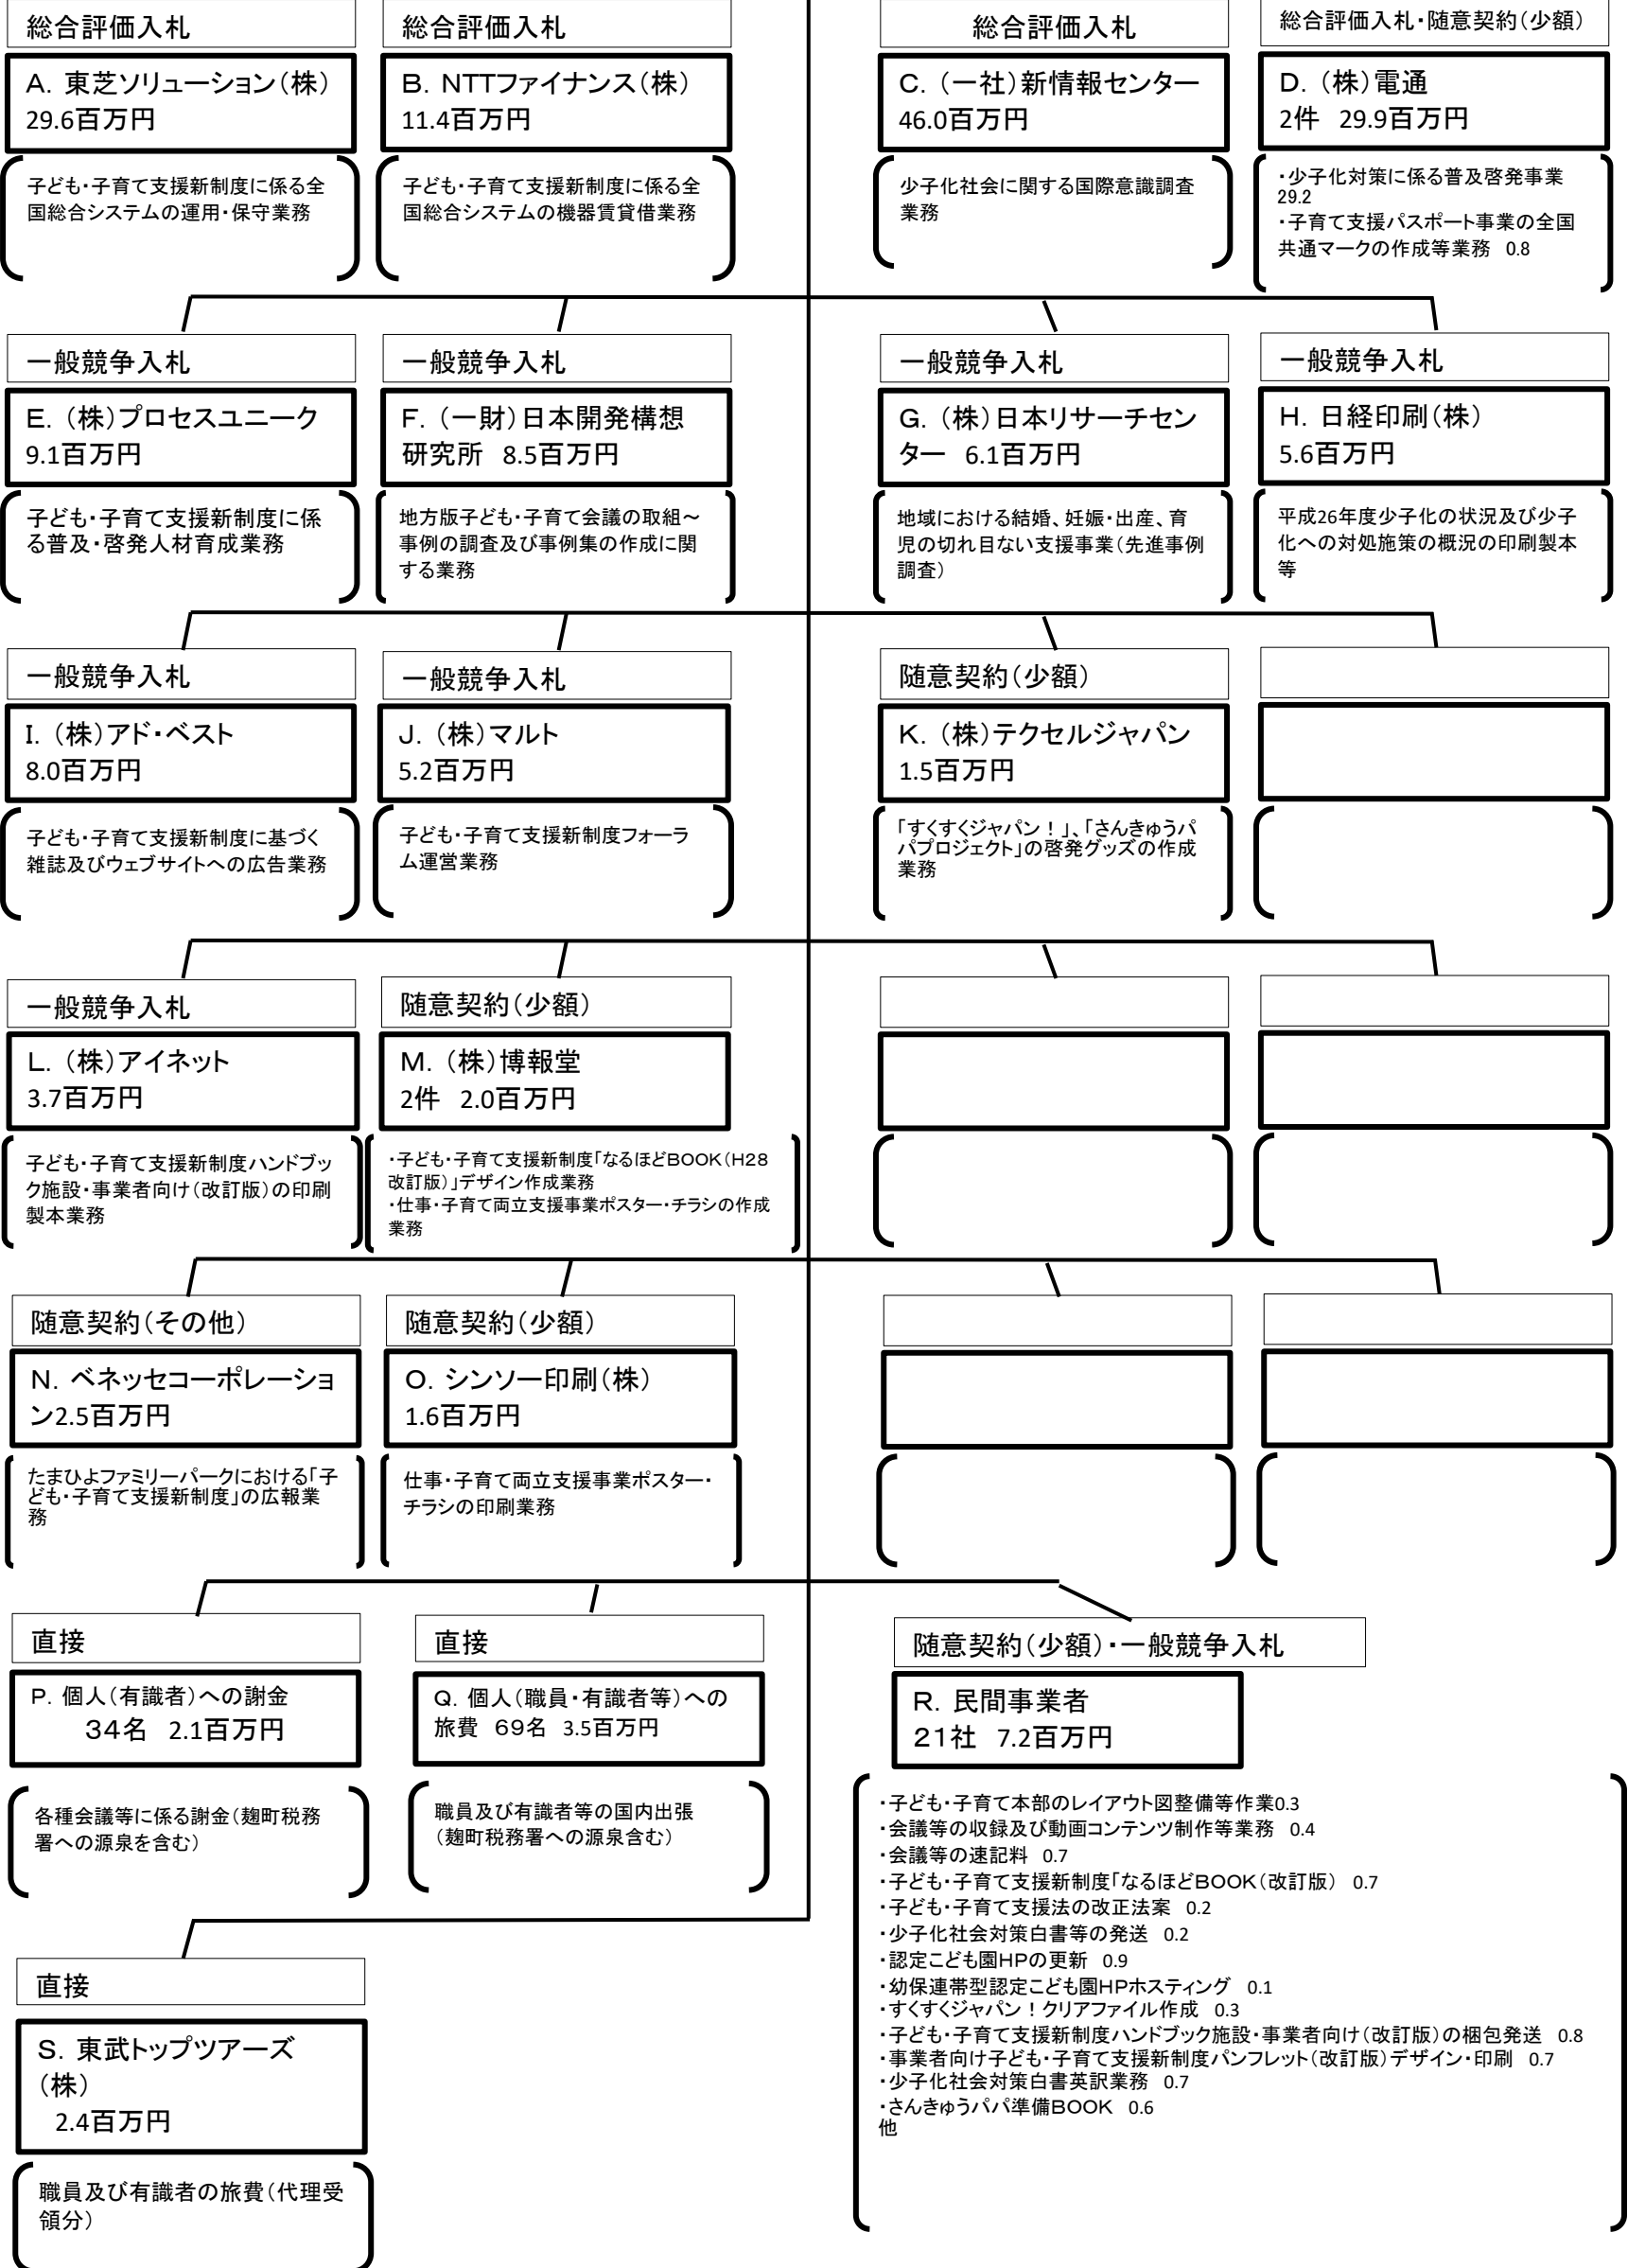 総合評価入札
総合評価入札
総合評価入札
総合評価入札・随意契約（少額）
A. 東芝ソリューション（株）
29.6百万円
B. NTTファイナンス（株）
11.4百万円
C. （一社）新情報センター
46.0百万円
D. （株）電通
2件 29.9百万円
子ども・子育て支援新制度に係る全
国総合システムの運用・保守業務
子ども・子育て支援新制度に係る全
国総合システムの機器賃貸借業務
少子化社会に関する国際意識調査
業務
・少子化対策に係る普及啓発事業
29.2
・子育て支援パスポート事業の全国
共通マークの作成等業務 0.8
一般競争入札
一般競争入札
一般競争入札
一般競争入札
E. （株）プロセスユニーク
9.1百万円
F. （一財）日本開発構想
研究所 8.5百万円
G. （株）日本リサーチセン
ター 6.1百万円
H. 日経印刷（株）
5.6百万円
子ども・子育て支援新制度に係
る普及・啓発人材育成業務
地方版子ども・子育て会議の取組～
事例の調査及び事例集の作成に関
する業務
地域における結婚、妊娠・出産、育
児の切れ目ない支援事業（先進事例
調査）
平成26年度少子化の状況及び少子
化への対処施策の概況の印刷製本
等
一般競争入札
一般競争入札
随意契約（少額）
I. （株）アド・ベスト
8.0百万円
J. （株）マルト
5.2百万円
K. （株）テクセルジャパン
1.5百万円
子ども・子育て支援新制度に基づく
雑誌及びウェブサイトへの広告業務
子ども・子育て支援新制度フォーラ
ム運営業務
「すくすくジャパン！」、「さんきゅうパ
パプロジェクト」の啓発グッズの作成
業務
一般競争入札
随意契約（少額）
L. （株）アイネット
3.7百万円
M. （株）博報堂
2件 2.0百万円
子ども・子育て支援新制度ハンドブッ
ク施設・事業者向け（改訂版）の印刷
製本業務
・子ども・子育て支援新制度「なるほどBOOK（H28
改訂版）」デザイン作成業務
・仕事・子育て両立支援事業ポスター・チラシの作成
業務
随意契約（その他）
随意契約（少額）
N. ベネッセコーポレーショ
ン2.5百万円
O. シンソー印刷（株）
1.6百万円
たまひよファミリーパークにおける「子
ども・子育て支援新制度」の広報業
務
仕事・子育て両立支援事業ポスター・
チラシの印刷業務
直接
直接
随意契約（少額）・一般競争入札
P. 個人（有識者）への謝金
34名 2.1百万円
Q. 個人（職員・有識者等）への
旅費 69名 3.5百万円
R. 民間事業者
21社 7.2百万円
各種会議等に係る謝金（麹町税務
署への源泉を含む）
職員及び有識者等の国内出張
（麹町税務署への源泉含む）
・子ども・子育て本部のレイアウト図整備等作業0.3
・会議等の収録及び動画コンテンツ制作等業務 0.4
・会議等の速記料 0.7
・子ども・子育て支援新制度「なるほどBOOK（改訂版） 0.7
・子ども・子育て支援法の改正法案 0.2
・少子化社会対策白書等の発送 0.2
・認定こども園HPの更新 0.9
・幼保連帯型認定こども園HPホスティング 0.1
・すくすくジャパン！クリアファイル作成 0.3
・子ども・子育て支援新制度ハンドブック施設・事業者向け（改訂版）の梱包発送 0.8
・事業者向け子ども・子育て支援新制度パンフレット（改訂版）デザイン・印刷 0.7
・少子化社会対策白書英訳業務 0.7
・さんきゅうパパ準備BOOK 0.6
他
直接
S. 東武トップツアーズ
（株）
2.4百万円
職員及び有識者の旅費（代理受
領分）